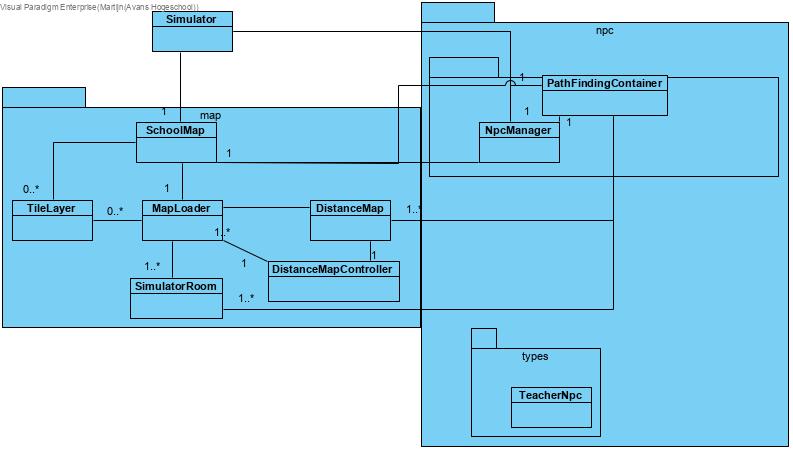 Visual Paradigm Enterprise(Martijn(Avans Hogeschool))
Simulator
npc
1
PathFindingContainer
1
map
1
1
SchoolMap
NpcManager
1
0..*
1
TileLayer
0..*
MapLoader
DistanceMap
1..*
1..*
1
1
1..*
DistanceMapController
SimulatorRoom
1..*
types
TeacherNpc